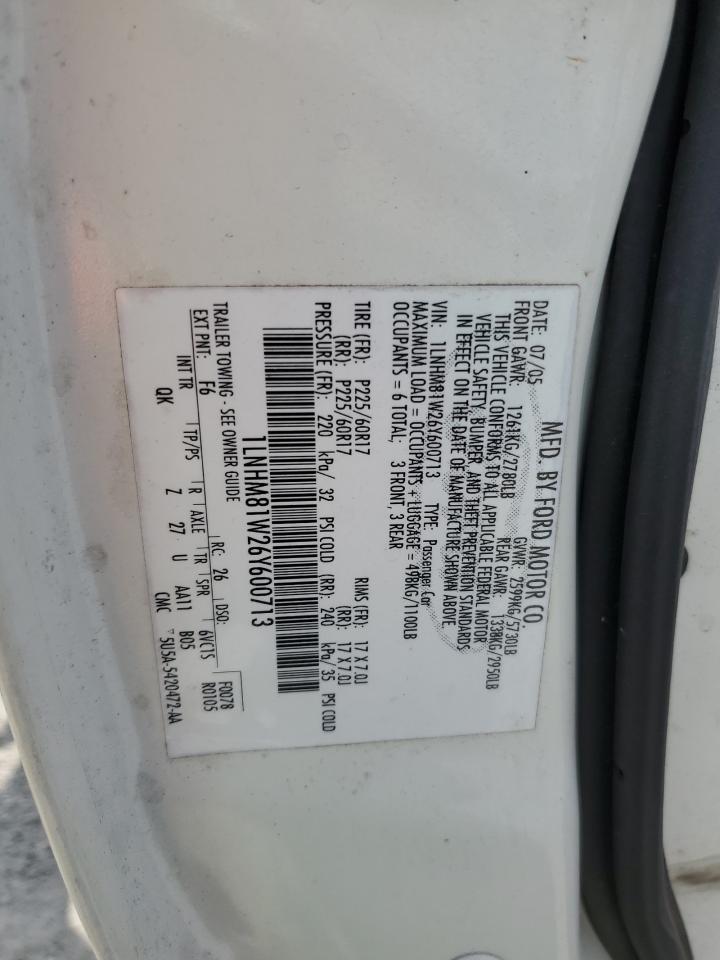 MFD. BY FORD MOTOR CO.
DATE: 07/05 GVWR: 2599KG/5730LB
FRONT GAWR: 1261KG/2780LB REAR GAWR: 1338KG/2950LB
THIS VEHICLE CONFORMS TO ALL APPLICABLE FEDERAL MOTOR
VEHICLE SAFETY, BUMPER, AND THEFT PREVENTION STANDARDS
IN EFFECT ON THE DATE OF MANUFACTURE SHOWN ABOVE.
VIN: 1LNHM81W26Y600713 TYPE: Passenger Car
MAXIMUM LOAD = OCCUPANTS + LUGGAGE = 498KG/1100LB
OCCUPANTS = 6 TOTAL; 3 FRONT, 3 REAR
TIRE (FR): P225/60R17 RIMS (FR): 17 X 7.0J
(RR): P225/60R17 (RR): 17 X 7.0J
PRESSURE (FR): 220 kPa/ 32 PSI COLD (RR): 240 kPa/ 35 PSI COLD
1LNHM81W26Y600713
TRAILER TOWING - SEE OWNER GUIDE F0078
EXT PNT: F6 RC: 26 DSO: R0105
INT TR TP/PS R AXLE TR SPR 6VC1S
QK Z 27 U AA11 B05
CMC 5U5A-5420472-AA